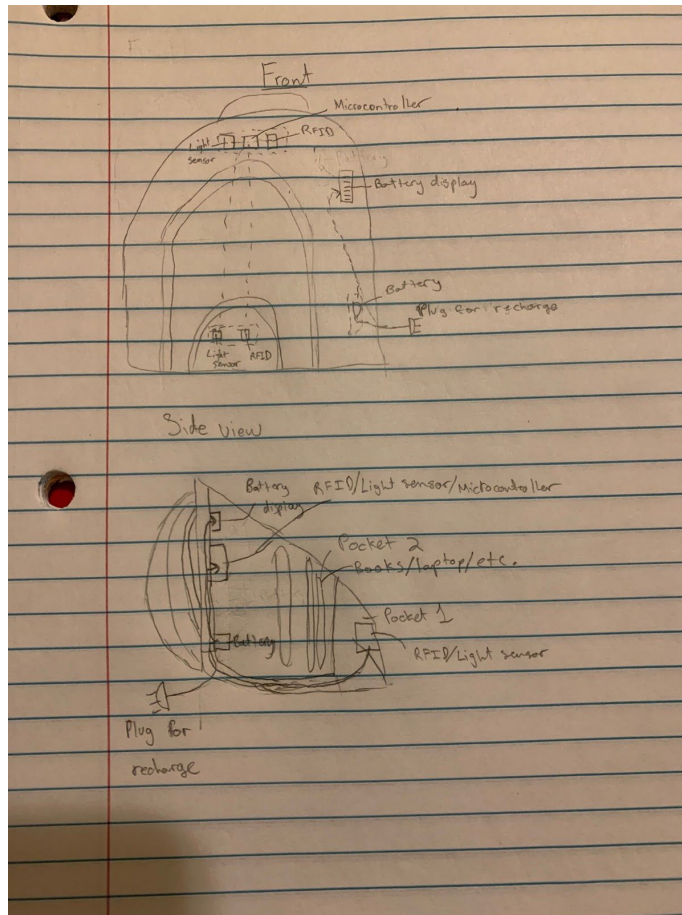 Front
Microcontroller
RFID
Light
sensor
Battery display
Battery
Plug for recharge
Light
sensor
RFID
Side view
Battery
display
RFID/Light sensor/Microcontroller
Pocket 2
Books/laptop/etc.
Pocket 1
Battery
RFID/Light sensor
Plug for
recharge